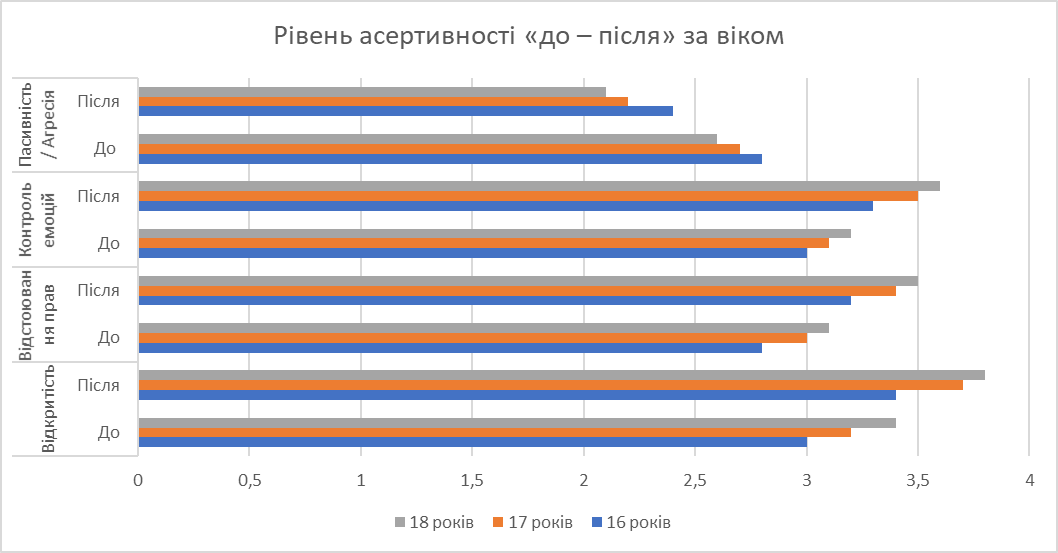 Рівень асертивності «до – після» за віком
Пасивність
/ Агресія
Після
До
Контроль
емоцій
Після
До
Відстоюван
ня прав
Після
До
Відкритість
Після
До
0 0,5 1 1,5 2 2,5 3 3,5 4
18 років 17 років 16 років